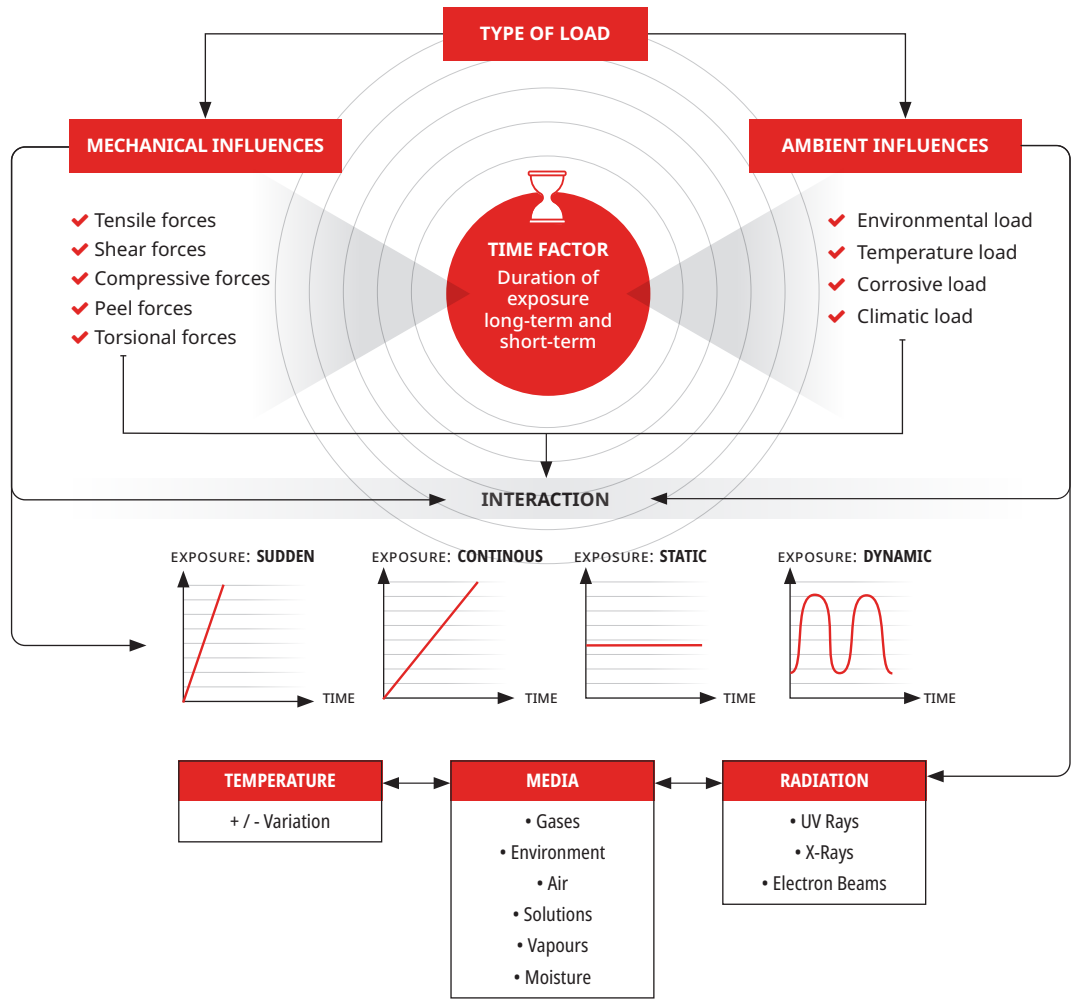 TYPE OF LOAD
MECHANICAL INFLUENCES
AMBIENT INFLUENCES
Tensile forces
Shear forces
Compressive forces
Peel forces
Torsional forces
TIME FACTOR
Duration of
exposure
long-term and
short-term
Environmental load
Temperature load
Corrosive load
Climatic load
INTERACTION
EXPOSURE: SUDDEN
TIME
EXPOSURE: CONTINOUS
TIME
EXPOSURE: STATIC
TIME
EXPOSURE: DYNAMIC
TIME
TEMPERATURE
+ / - Variation
MEDIA
• Gases
• Environment
• Air
• Solutions
• Vapours
• Moisture
RADIATION
• UV Rays
• X-Rays
• Electron Beams